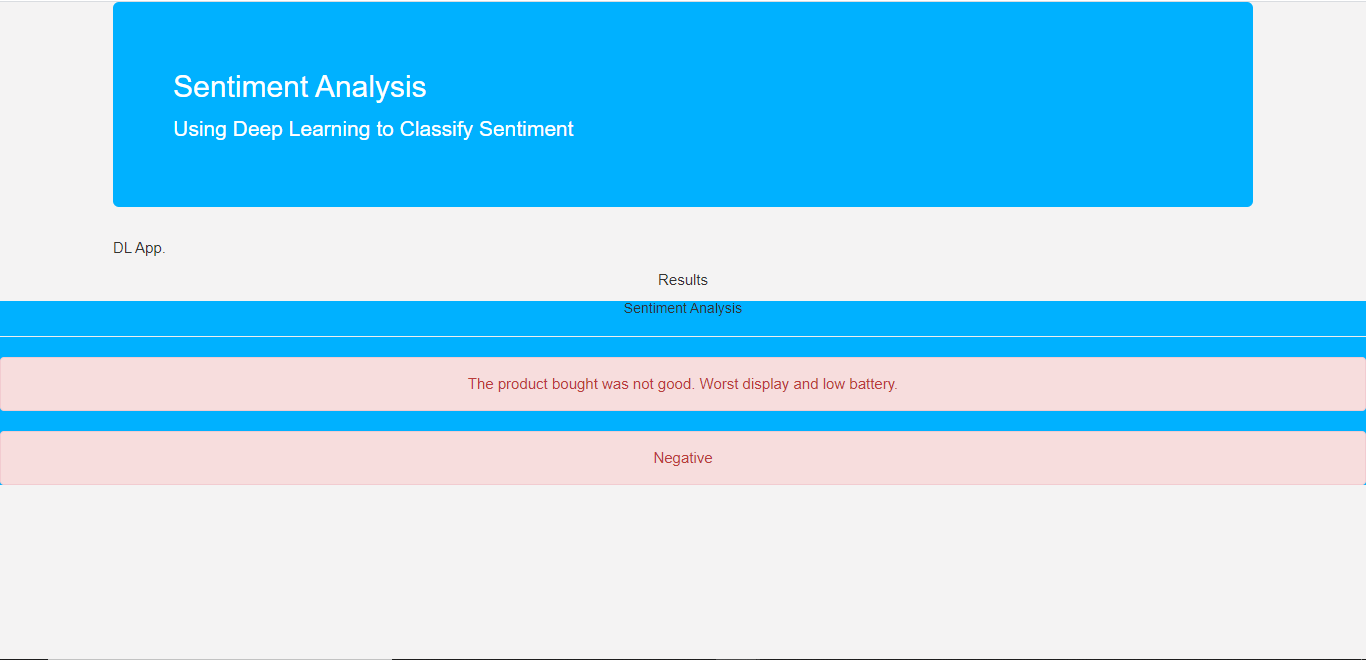 Sentiment Analysis
Using Deep Learning to Classify Sentiment
DL App.
Results
Sentiment Analysis
The product bought was not good. Worst display and low battery.
Negative